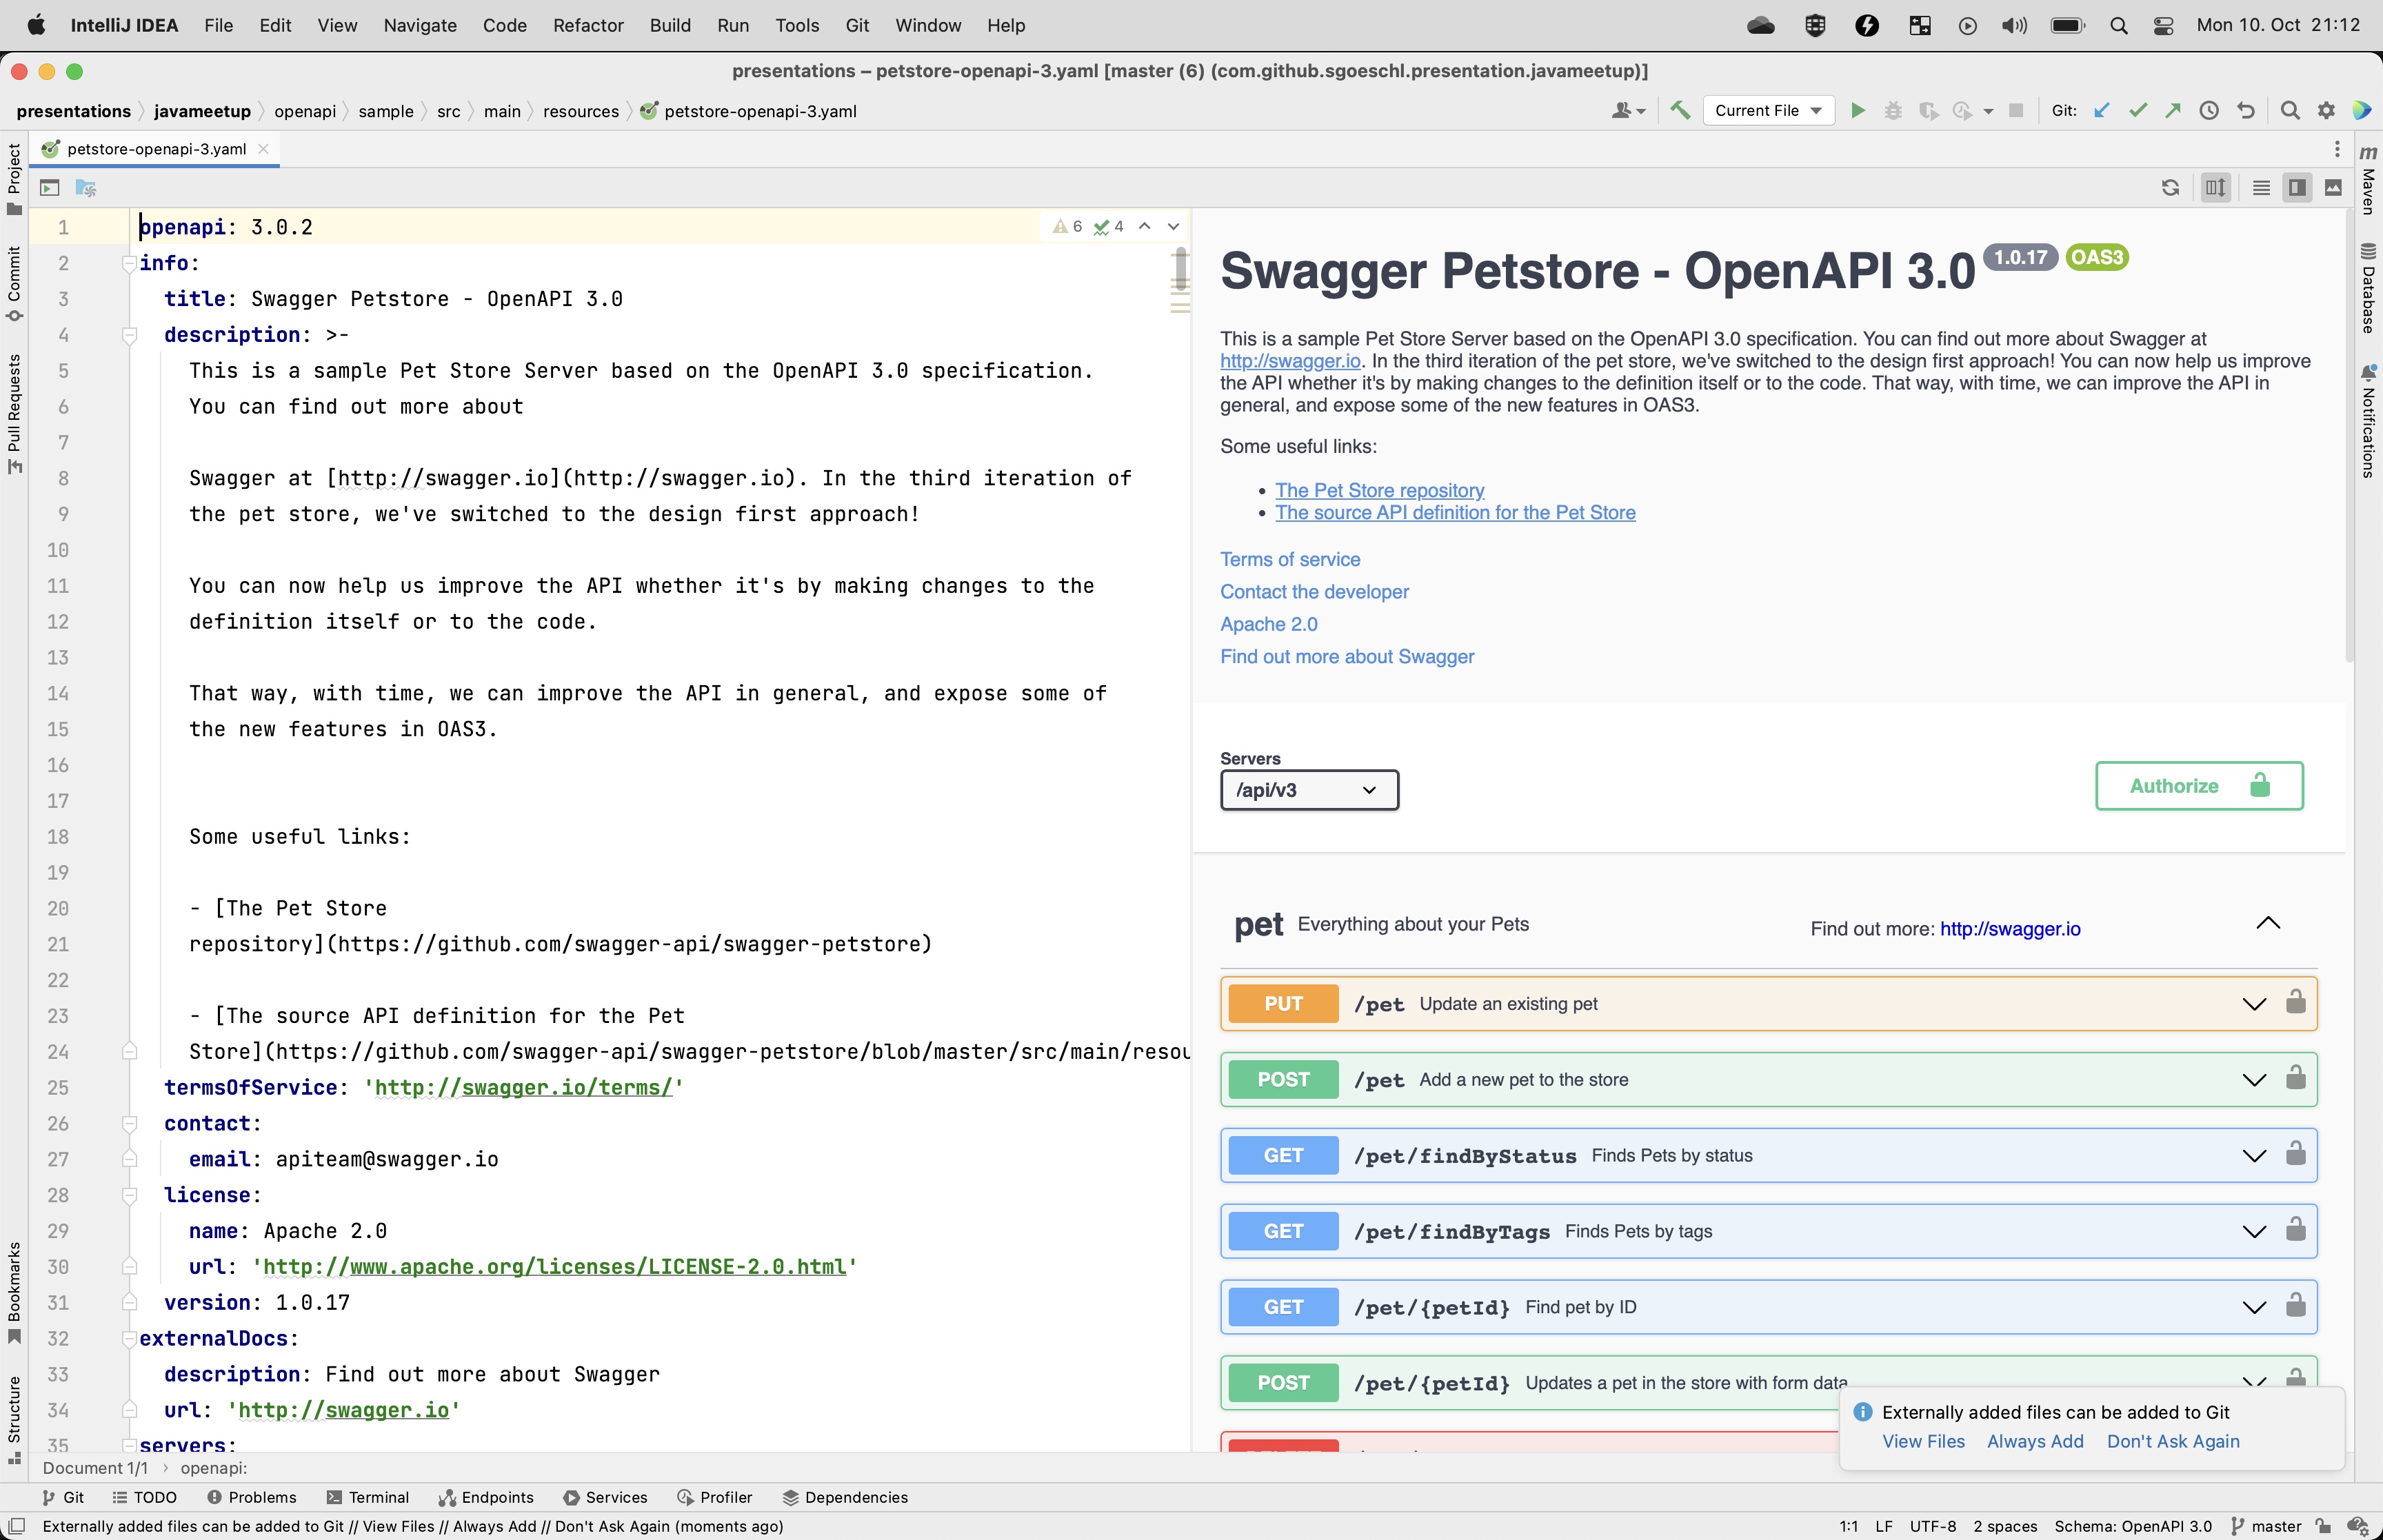 IntelliJ IDEA File Edit View Navigate Code Refactor Build Run Tools Git Window Help Mon 10. Oct 21:12
presentations – petstore-openapi-3.yaml [master (6) (com.github.sgoeschl.presentation.javameetup)]
presentations javameetup openapi sample src main resources petstore-openapi-3.yaml Current File Git:
petstore-openapi-3.yaml
Project
Commit
Pull Requests
Bookmarks
Structure
1 openapi: 3.0.2 6 4
2 info:
3 title: Swagger Petstore - OpenAPI 3.0
4 description: >-
5 This is a sample Pet Store Server based on the OpenAPI 3.0 specification.
6 You can find out more about
7
8 Swagger at [http://swagger.io](http://swagger.io). In the third iteration of
9 the pet store, we've switched to the design first approach!
10
11 You can now help us improve the API whether it's by making changes to the
12 definition itself or to the code.
13
14 That way, with time, we can improve the API in general, and expose some of
15 the new features in OAS3.
16
17
18 Some useful links:
19
20 - [The Pet Store
21 repository](https://github.com/swagger-api/swagger-petstore)
22
23 - [The source API definition for the Pet
24 Store](https://github.com/swagger-api/swagger-petstore/blob/master/src/main/resou
25 termsOfService: 'http://swagger.io/terms/'
26 contact:
27 email: apiteam@swagger.io
28 license:
29 name: Apache 2.0
30 url: 'http://www.apache.org/licenses/LICENSE-2.0.html'
31 version: 1.0.17
32 externalDocs:
33 description: Find out more about Swagger
34 url: 'http://swagger.io'
35 servers:
Document 1/1 openapi:
Swagger Petstore - OpenAPI 3.0 1.0.17 OAS3
This is a sample Pet Store Server based on the OpenAPI 3.0 specification. You can find out more about Swagger at
http://swagger.io. In the third iteration of the pet store, we've switched to the design first approach! You can now help us improve
the API whether it's by making changes to the definition itself or to the code. That way, with time, we can improve the API in
general, and expose some of the new features in OAS3.
Some useful links:
• The Pet Store repository
• The source API definition for the Pet Store
Terms of service
Contact the developer
Apache 2.0
Find out more about Swagger
Servers
/api/v3
Authorize
pet Everything about your Pets Find out more: http://swagger.io
PUT /pet Update an existing pet
POST /pet Add a new pet to the store
GET /pet/findByStatus Finds Pets by status
GET /pet/findByTags Finds Pets by tags
GET /pet/{petId} Find pet by ID
POST /pet/{petId} Updates a pet in the store with form data
Externally added files can be added to Git
View Files Always Add Don't Ask Again
m
Maven
Database
Notifications
Git TODO Problems Terminal Endpoints Services Profiler Dependencies
Externally added files can be added to Git // View Files // Always Add // Don't Ask Again (moments ago) 1:1 LF UTF-8 2 spaces Schema: OpenAPI 3.0 master